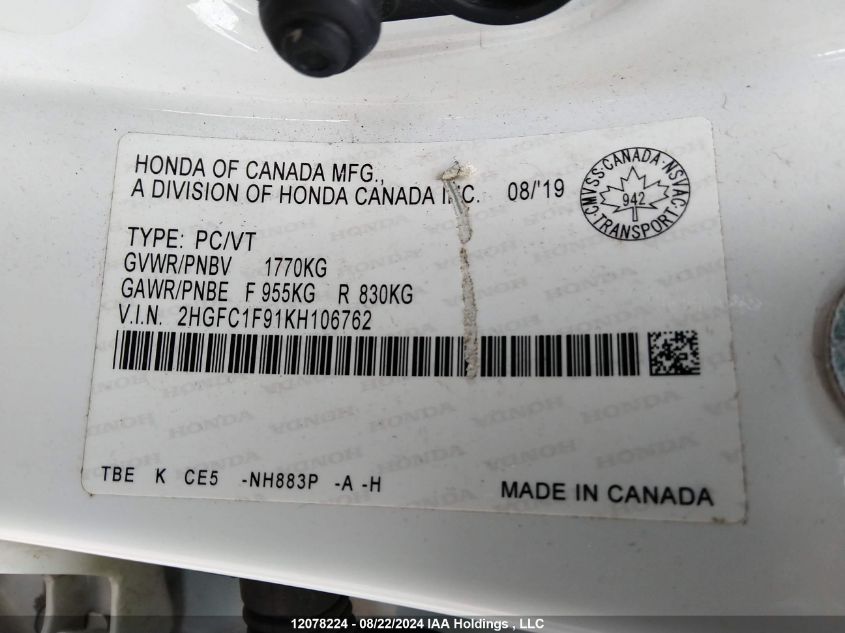 HONDA OF CANADA MFG.,
A DIVISION OF HONDA CANADA INC. 08/'19
CMVSS·CANADA·NSVAC·TRANSPORT·
942
TYPE: PC/VT
GVWR/PNBV 1770KG
GAWR/PNBE F 955KG R 830KG
V.I.N. 2HGFC1F91KH106762
TBE K CE5 -NH883P -A -H
MADE IN CANADA
12078224 - 08/22/2024 IAA Holdings , LLC